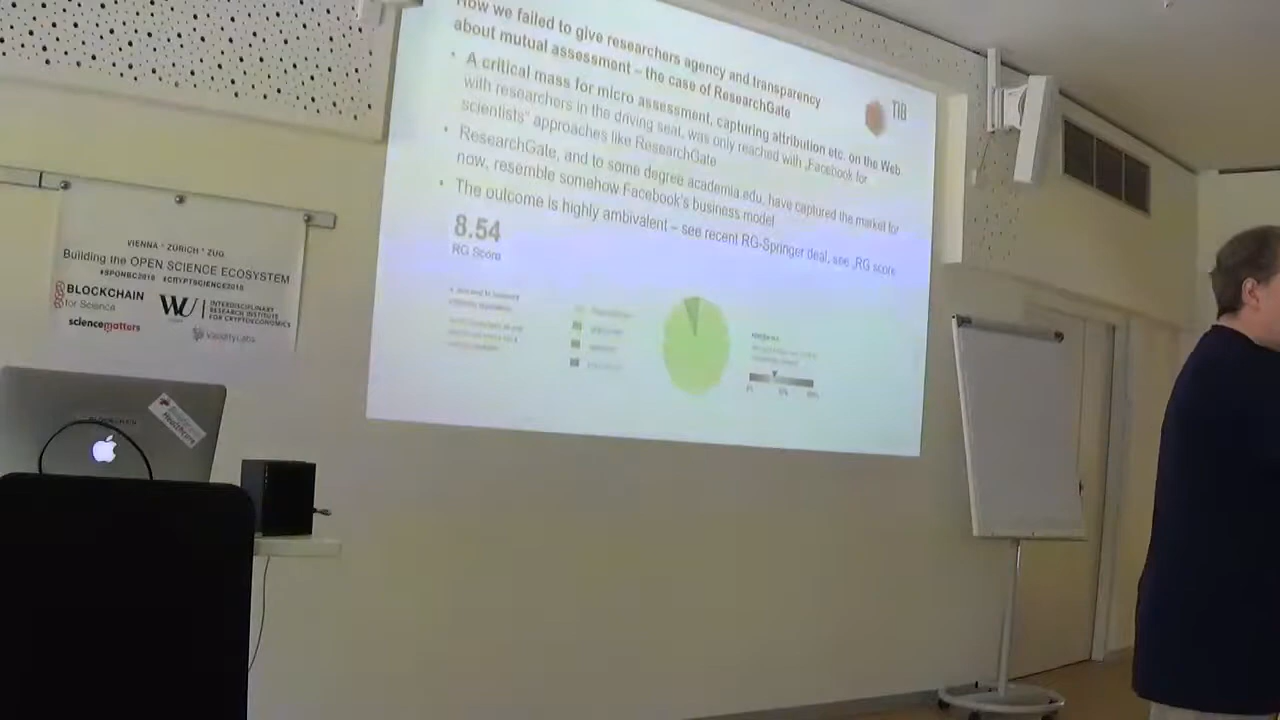 How we failed to give researchers agency and transparency
about mutual assessment – the case of ResearchGate
TIB
• A critical mass for micro assessment, capturing attribution etc. on the Web
with researchers in the driving seat, was only reached with „Facebook for
scientists“ approaches like ResearchGate
• ResearchGate, and to some degree academia.edu, have captured the market for
now, resemble somehow Facebook's business model
• The outcome is highly ambivalent – see recent RG-Springer deal, see „RG score
8.54
RG Score
VIENNA * ZÜRICH * ZUG
Building the OPEN SCIENCE ECOSYSTEM
#SPONBC2018 #CRYPTSCIENCE2018
BLOCKCHAIN
for Science
WU
INTERDISCIPLINARY
RESEARCH INSTITUTE
FOR CRYPTOECONOMICS
sciencematters
ValidityLabs